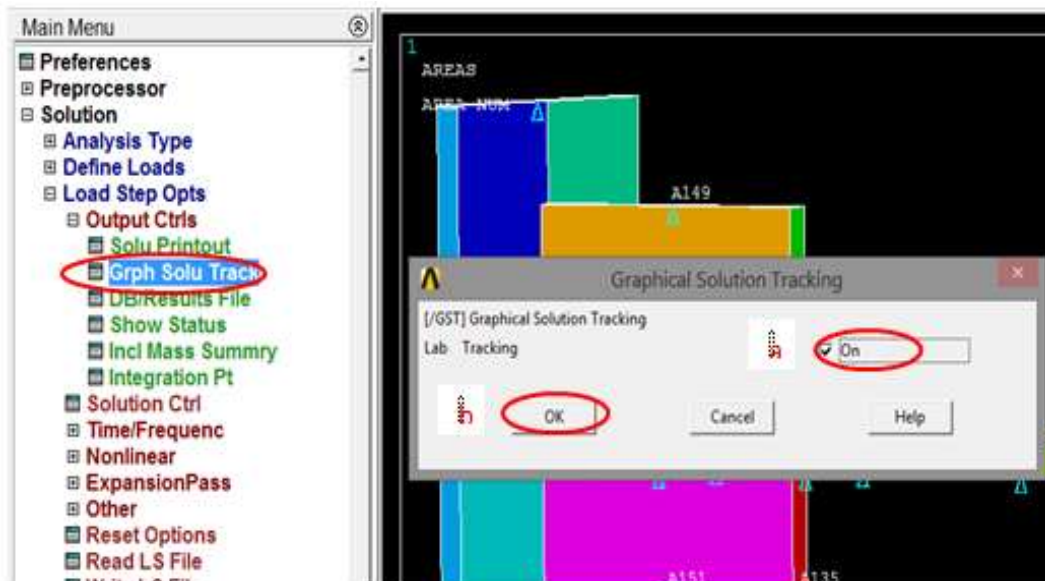 Main Menu
Preferences
Preprocessor
Solution
Analysis Type
Define Loads
Load Step Opts
Output Ctrls
Solu Printout
Grph Solu Track
DB/Results File
Show Status
Incl Mass Summry
Integration Pt
Solution Ctrl
Time/Frequenc
Nonlinear
ExpansionPass
Other
Reset Options
Read LS File
1
AREAS
AREA NUM
A149
Graphical Solution Tracking
[/GST] Graphical Solution Tracking
Lab Tracking
On
OK
Cancel
Help
A151
A135